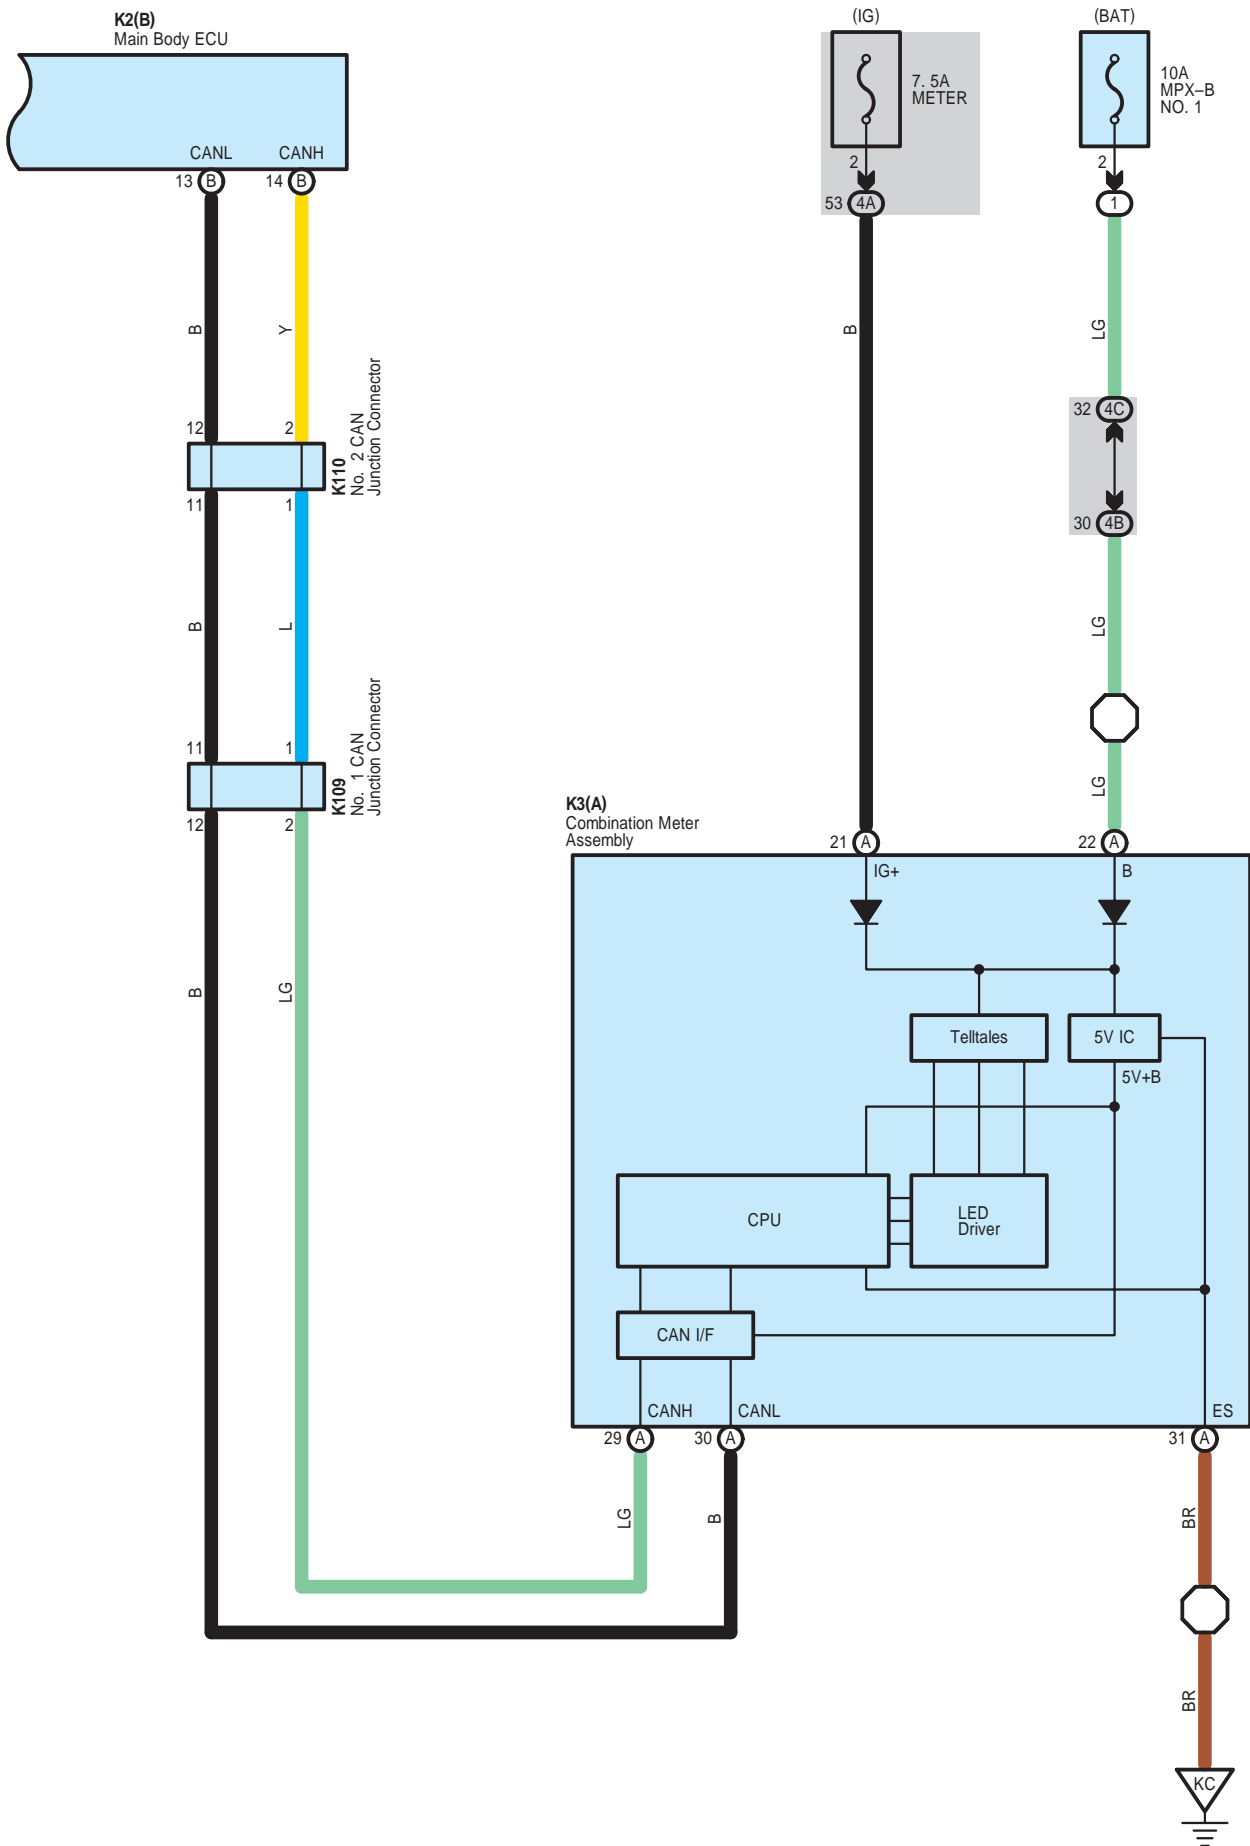 K2(B)
Main Body ECU
(IG)
(BAT)
7. 5A
METER
10A
MPX–B
NO. 1
CANL
CANH
13
B
14
B
2
53
4A
2
1
B
Y
B
LG
12
2
K110
No. 2 CAN
Junction Connector
11
1
32
4C
30
4B
B
L
LG
11
1
K109
No. 1 CAN
Junction Connector
12
2
LG
K3(A)
Combination Meter
Assembly
21
A
22
A
IG+
B
B
LG
Telltales
5V IC
5V+B
CPU
LED
Driver
CAN I/F
CANH
CANL
ES
29
A
30
A
31
A
LG
B
BR
BR
KC